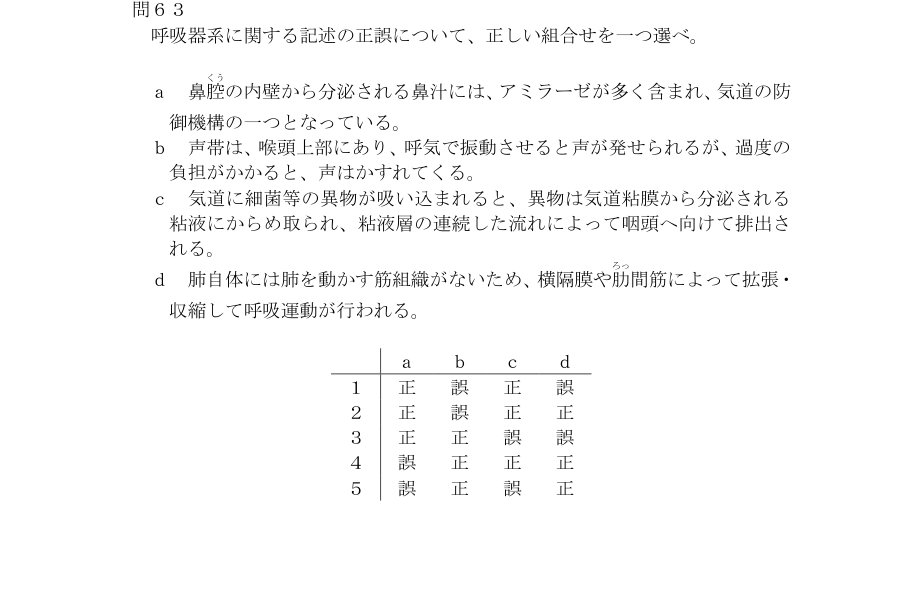 問６３
呼吸器系に関する記述の正誤について、正しい組合せを一つ選べ。
くう
ａ　鼻腔の内壁から分泌される鼻汁には、アミラーゼが多く含まれ、気道の防
御機構の一つとなっている。
ｂ　声帯は、喉頭上部にあり、呼気で振動させると声が発せられるが、過度の
負担がかかると、声はかすれてくる。
ｃ　気道に細菌等の異物が吸い込まれると、異物は気道粘膜から分泌される
粘液にからめ取られ、粘液層の連続した流れによって咽頭へ向けて排出さ
れる。
ろっ
ｄ　肺自体には肺を動かす筋組織がないため、横隔膜や肋間筋によって拡張・
収縮して呼吸運動が行われる。
ａ　ｂ　ｃ　ｄ
１　正　誤　正　誤
２　正　誤　正　正
３　正　正　誤　誤
４　誤　正　正　正
５　誤　正　誤　正